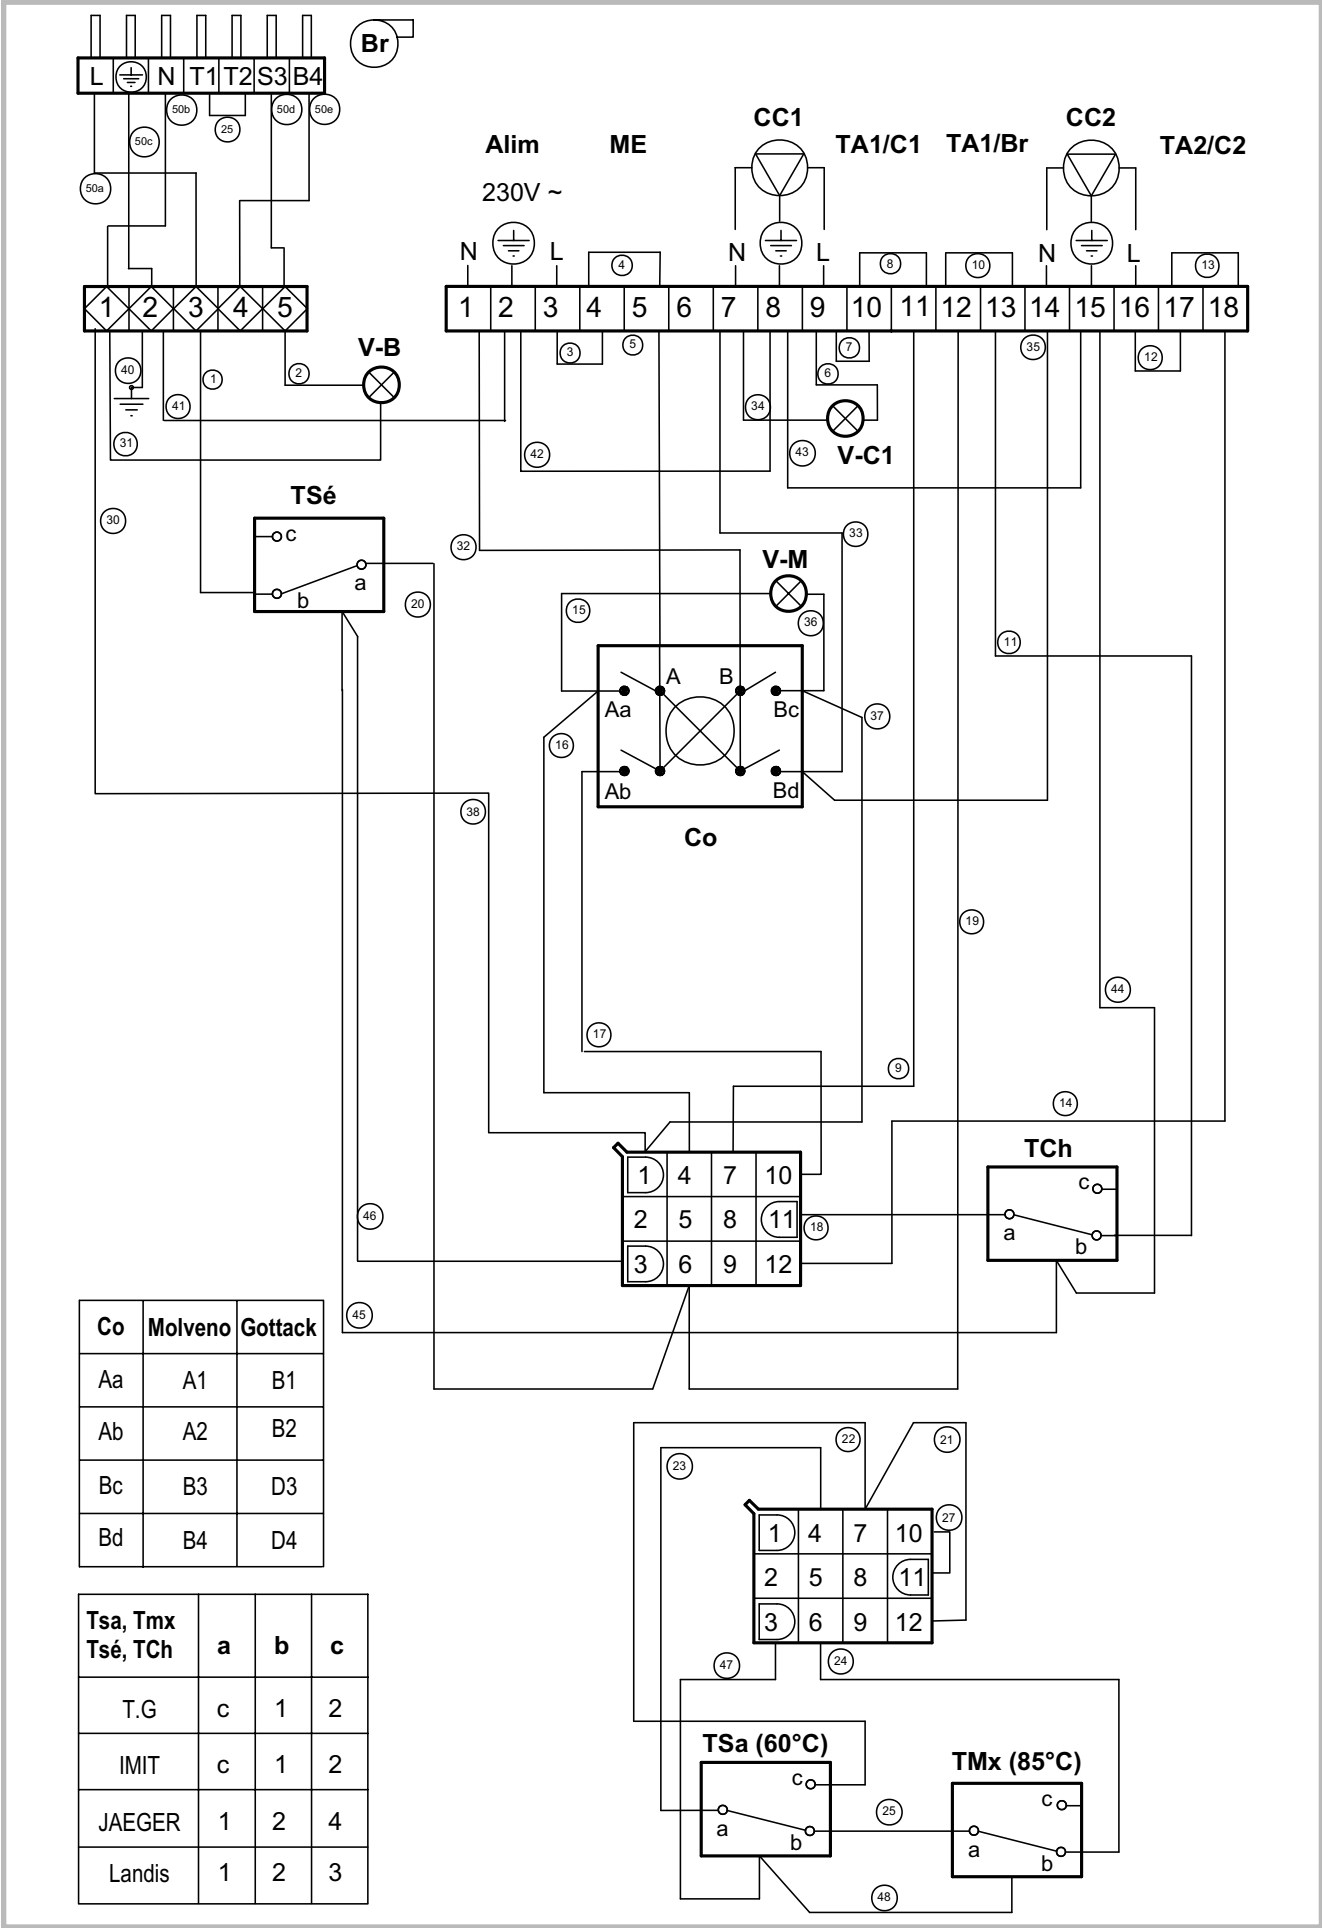 Br
L N T1 T2 S3 B4
50b 50d 50e
25
50c
50a
CC1 CC2
Alim ME TA1/C1 TA1/Br TA2/C2
230V ~
N L N L N L
4 8 10 13
1 2 3 4 5
1 2 3 4 5 6 7 8 9 10 11 12 13 14 15 16 17 18
5 7 35
V-B
3 12
40 1 2 6
41 34
31 42 43 V-C1
TSé
30
c
32 33
V-M
a
b 20 15 36
11
A B
Aa Bc 37
16
Ab Bd
38
Co
19
44
17
9
14
TCh
1 4 7 10
c
46 2 5 8 11 18
a
b
3 6 9 12
45
Co Molveno Gottack
Aa A1 B1
Ab A2 B2
Bc B3 D3
Bd B4 D4
22 21
23
27
1 4 7 10
2 5 8 11
3 6 9 12
47 24
Tsa, Tmx
Tsé, TCh a b c
T.G c 1 2
IMIT c 1 2
JAEGER 1 2 4
Landis 1 2 3
TSa (60°C)
TMx (85°C)
c
c
25
a
b
a
b
48